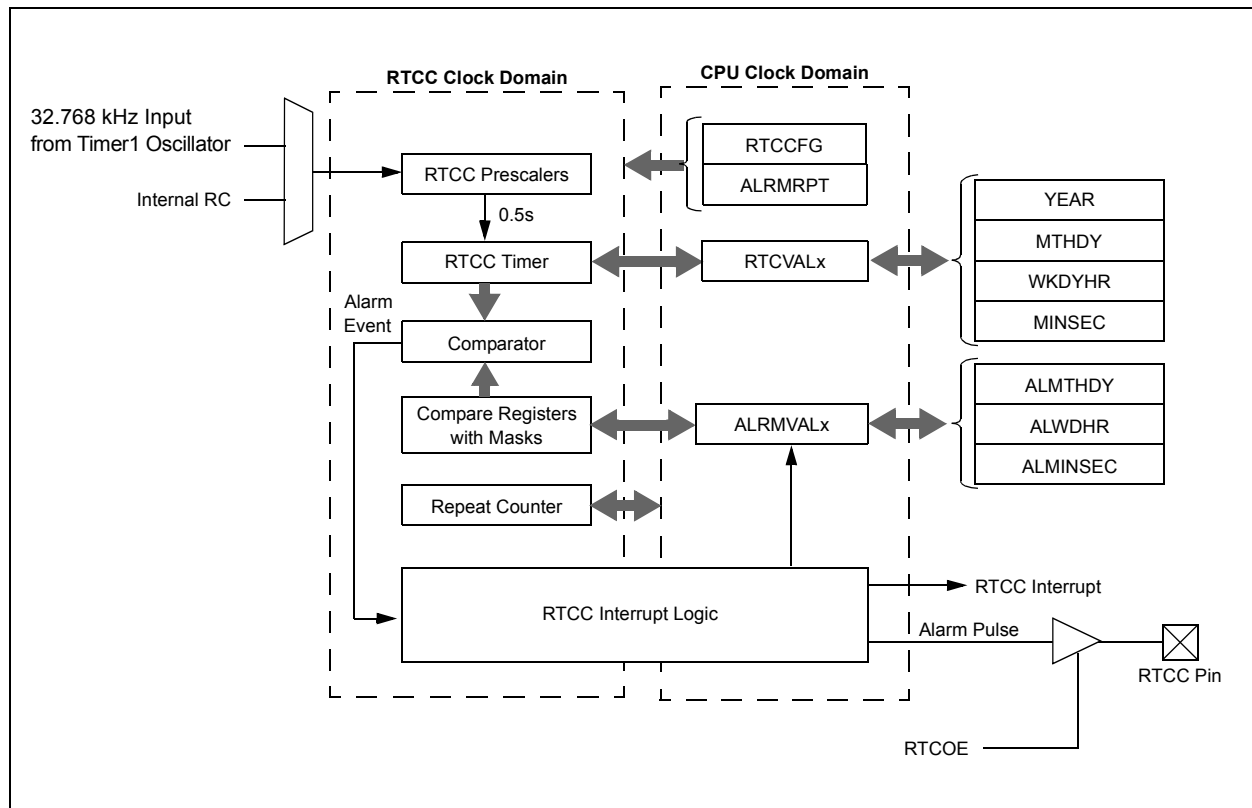 RTCC Clock Domain
CPU Clock Domain
32.768 kHz Input
from Timer1 Oscillator
Internal RC
RTCC Prescalers
0.5s
RTCC Timer
Alarm
Event
Comparator
Compare Registers
with Masks
Repeat Counter
RTCC Interrupt Logic
RTCCFG
ALRMRPT
RTCVALx
ALRMVALx
YEAR
MTHDY
WKDYHR
MINSEC
ALMTHDY
ALWDHR
ALMINSEC
RTCC Interrupt
Alarm Pulse
RTCC Pin
RTCOE